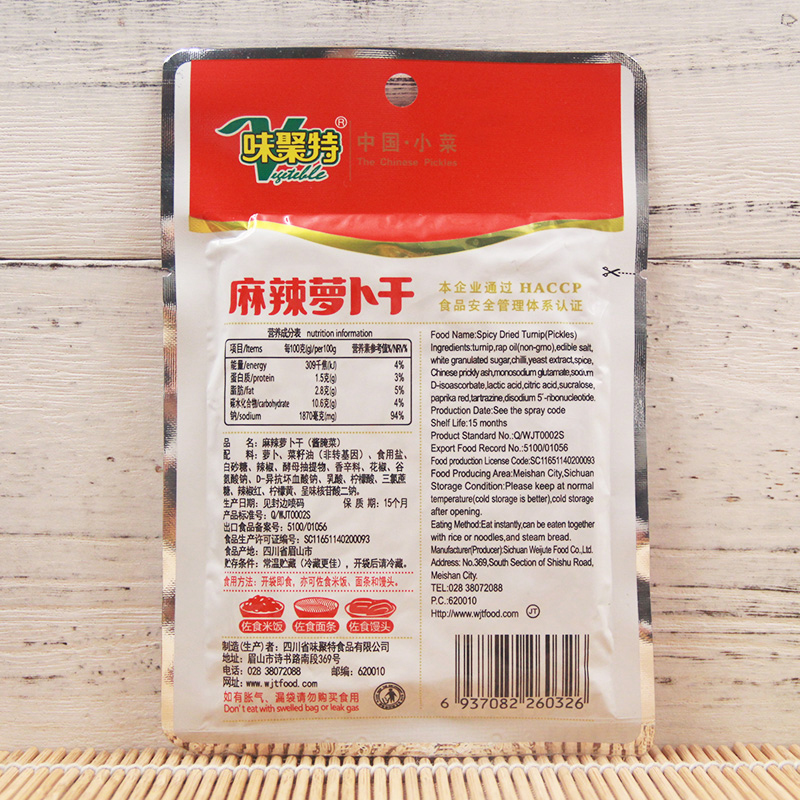 味聚特®
Vegteble
中国·小菜
The Chinese Pickles
麻辣萝卜干
本企业通过 HACCP
食品安全管理体系认证
营养成分表 nutrition information
项目/Items 每100克(g)/per100g 营养素参考值%/NRV%
能量/energy 309千焦(kJ) 4%
蛋白质/protein 1.5克(g) 3%
脂肪/fat 2.8克(g) 5%
碳水化合物/carbohydrate 10.6克(g) 4%
钠/sodium 1870毫克(mg) 94%
品 名：麻辣萝卜干（酱腌菜）
配 料：萝卜、菜籽油（非转基因）、食用盐、
白砂糖、辣椒、酵母抽提物、香辛料、花椒、谷
氨酸钠、D-异抗坏血酸钠、乳酸、柠檬酸、三氯蔗
糖、辣椒红、柠檬黄、呈味核苷酸二钠。
生产日期：见封边喷码 保 质 期：15个月
产品标准号：Q/WJT0002S
出口食品备案号：5100/01056
食品生产许可证编号：SC11651140200093
食品产地：四川省眉山市
贮存条件：常温贮藏（冷藏更佳），开袋后请冷藏。
食用方法：开袋即食，亦可佐食米饭、面条和馒头。
佐食米饭 佐食面条 佐食馒头
制造(生产)者：四川省味聚特食品有限公司
地址：眉山市诗书路南段369号
电话：028 38072088 邮编：620010
网址：www.wjtfood.com
如有胀气、漏袋请勿购买食用
Don't eat with swelled bag or leak gas
Food Name:Spicy Dried Turnip(Pickles)
Ingredients:turnip,rap oil(non-gmo),edible salt,
white granulated sugar,chilli,yeast extract,spice,
Chinese prickly ash,monosodium glutamate,sodium
D-isoascorbate,lactic acid,citric acid,sucralose,
paprika red,tartrazine,disodium 5'-ribonucleotide.
Production Date:See the spray code
Shelf Life:15 months
Product Standard No.:Q/WJT0002S
Export Food Record No.:5100/01056
Food production License Code:SC11651140200093
Food Producing Area:Meishan City,Sichuan
Storage Condition:Please keep at normal
temperature(cold storage is better),cold storage
after opening.
Eating Method:Eat instantly,can be eaten together
with rice or noodles,and steam bread.
Manufacturer(Producer):Sichuan Weijute Food Co.,Ltd.
Address: No.369,South Section of Shishu Road,
Meishan City.
TEL:028 38072088
P.C.:620010
Http://www.wjtfood.com JT
6 937082 260326